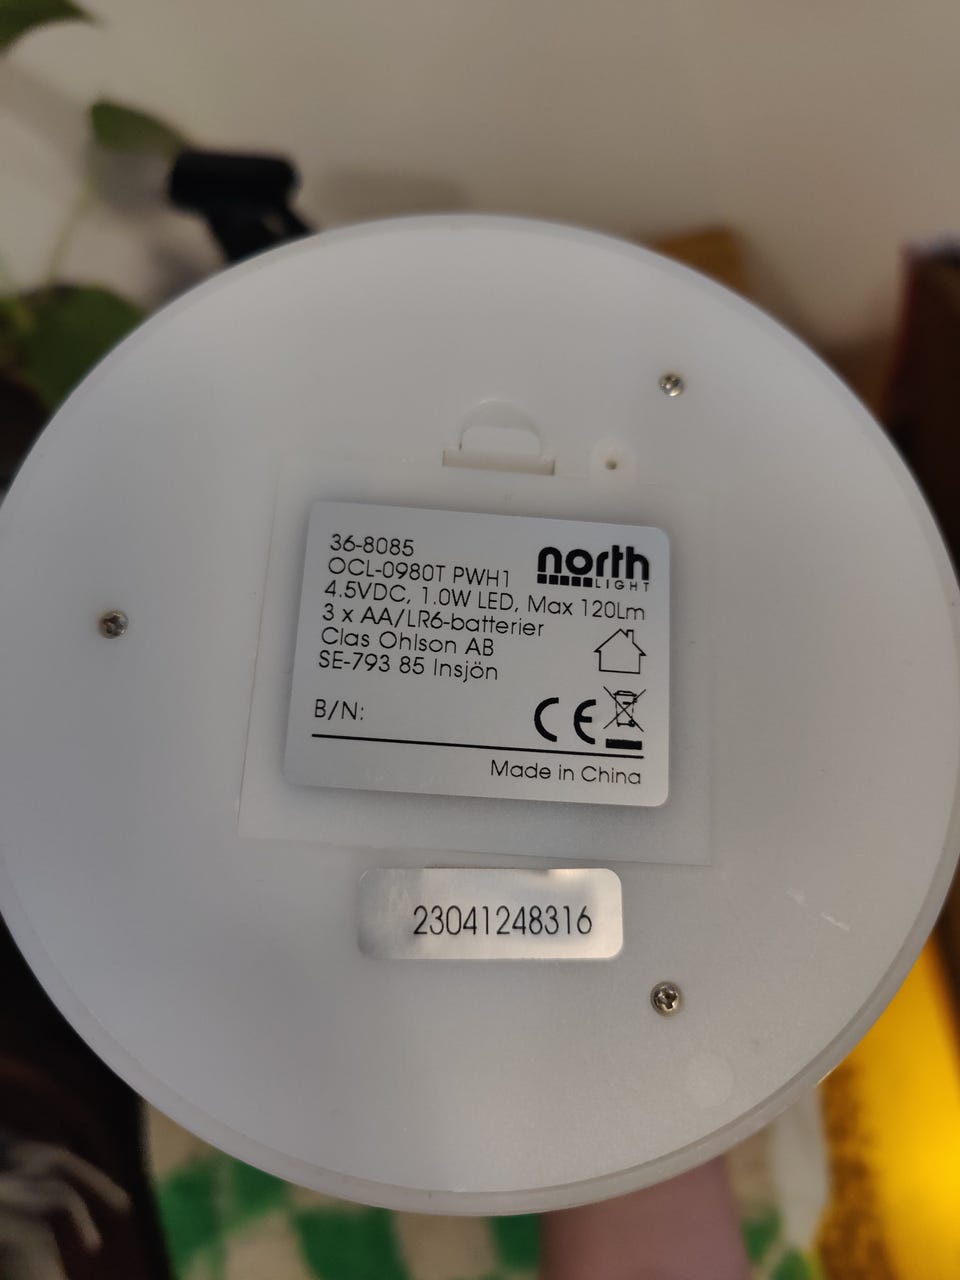 36-8085
north
LIGHT
OCL-0980T PWH1
4.5VDC, 1.0W LED, Max 120Lm
3 x AA/LR6-batterier
Clas Ohlson AB
SE-793 85 Insjön
B/N:
CE
Made in China
23041248316